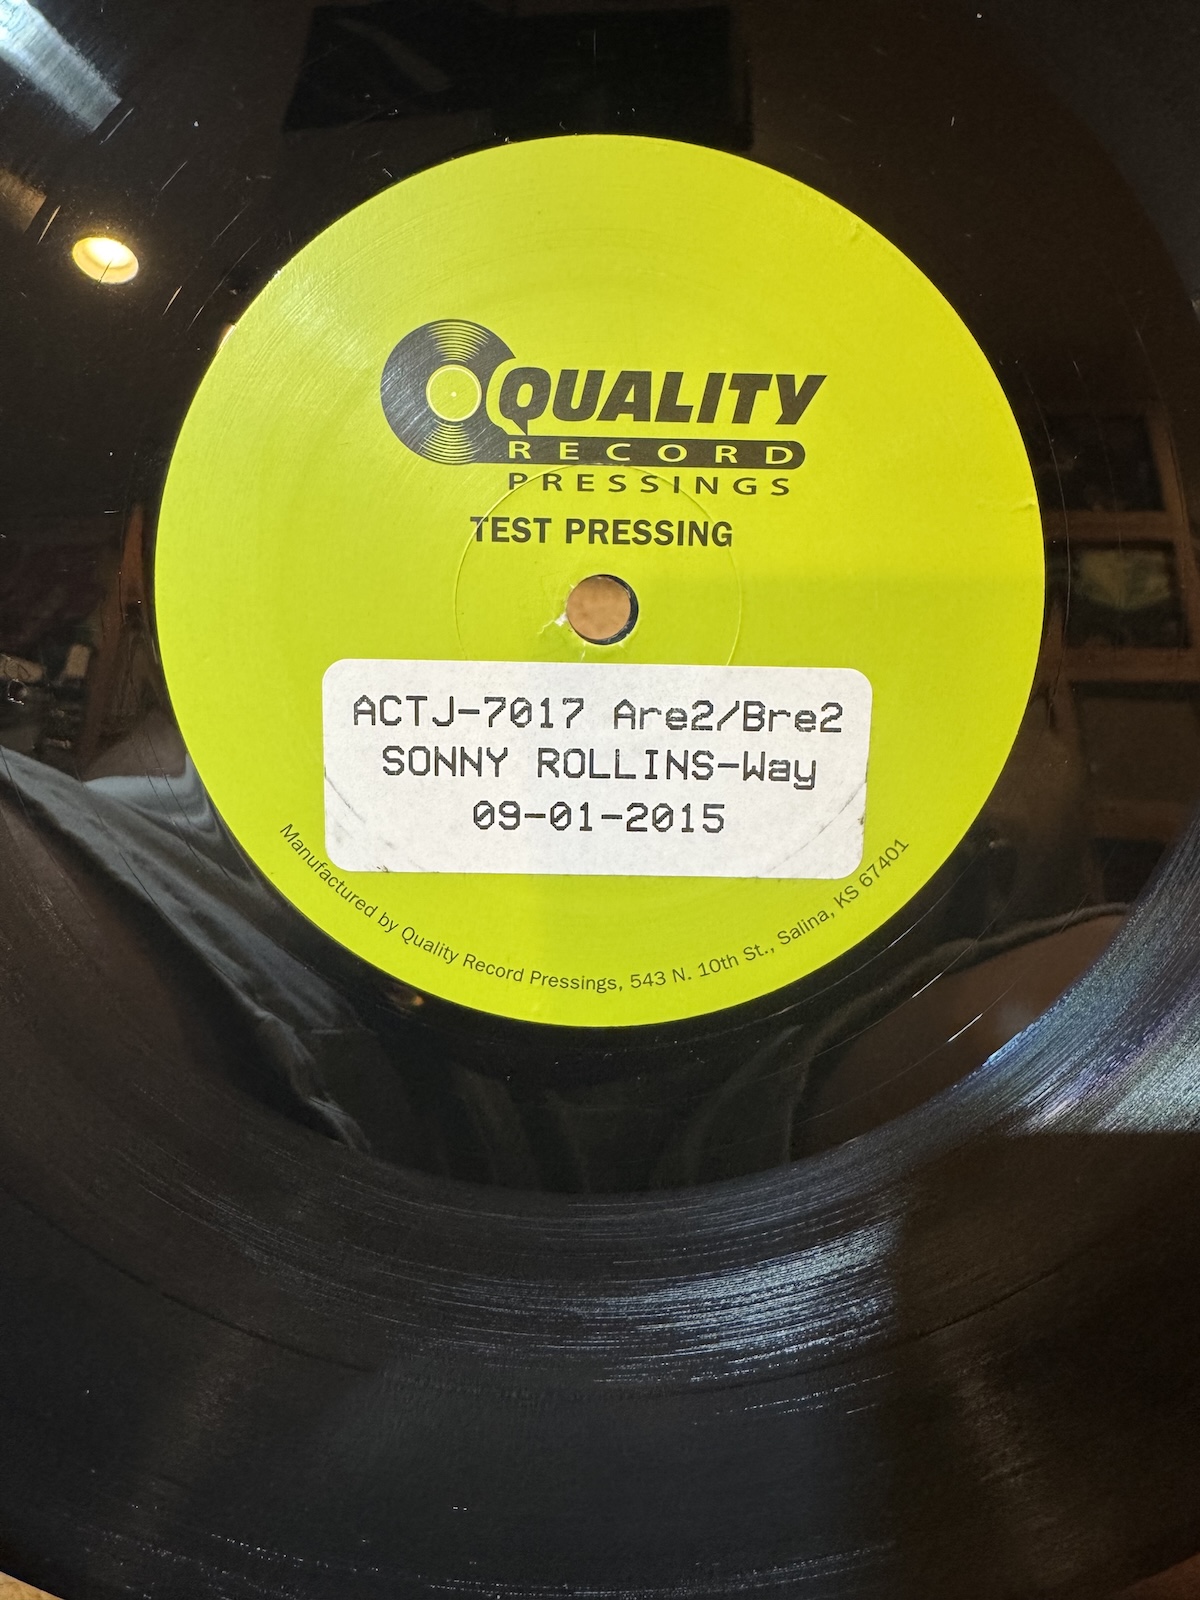 QUALITY
RECORD
PRESSINGS
TEST PRESSING
ACTJ-7017 Are2/Bre2
SONNY ROLLINS-Way
09-01-2015
Manufactured by Quality Record Pressings, 543 N. 10th St., Salina, KS 67401